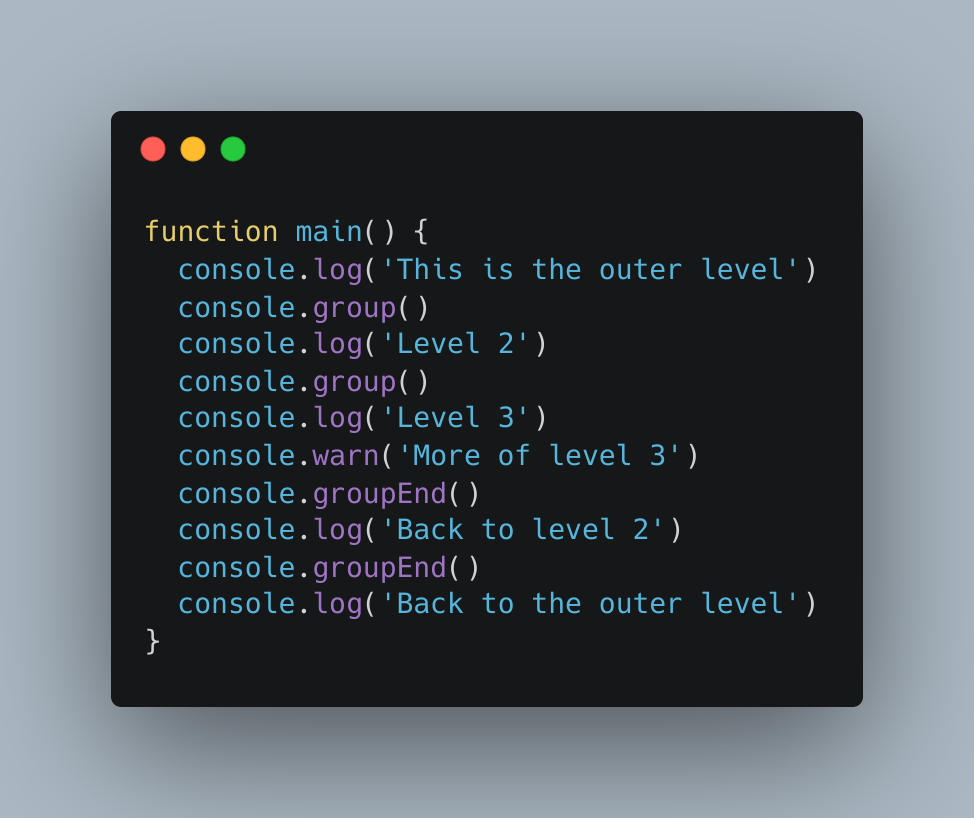 function main() {
  console.log('This is the outer level')
  console.group()
  console.log('Level 2')
  console.group()
  console.log('Level 3')
  console.warn('More of level 3')
  console.groupEnd()
  console.log('Back to level 2')
  console.groupEnd()
  console.log('Back to the outer level')
}